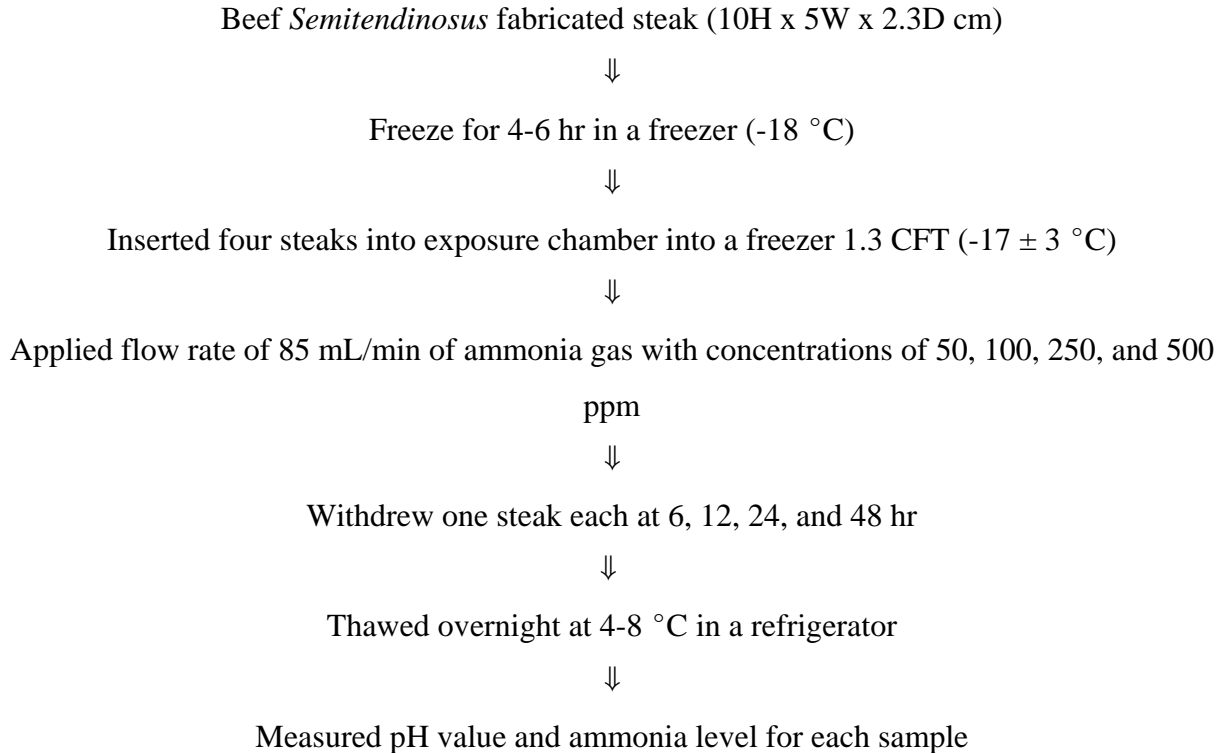 Beef Semitendinosus fabricated steak (10H x 5W x 2.3D cm)
⇓
Freeze for 4-6 hr in a freezer (-18 °C)
⇓
Inserted four steaks into exposure chamber into a freezer 1.3 CFT (-17 ± 3 °C)
⇓
Applied flow rate of 85 mL/min of ammonia gas with concentrations of 50, 100, 250, and 500
ppm
⇓
Withdrew one steak each at 6, 12, 24, and 48 hr
⇓
Thawed overnight at 4-8 °C in a refrigerator
⇓
Measured pH value and ammonia level for each sample